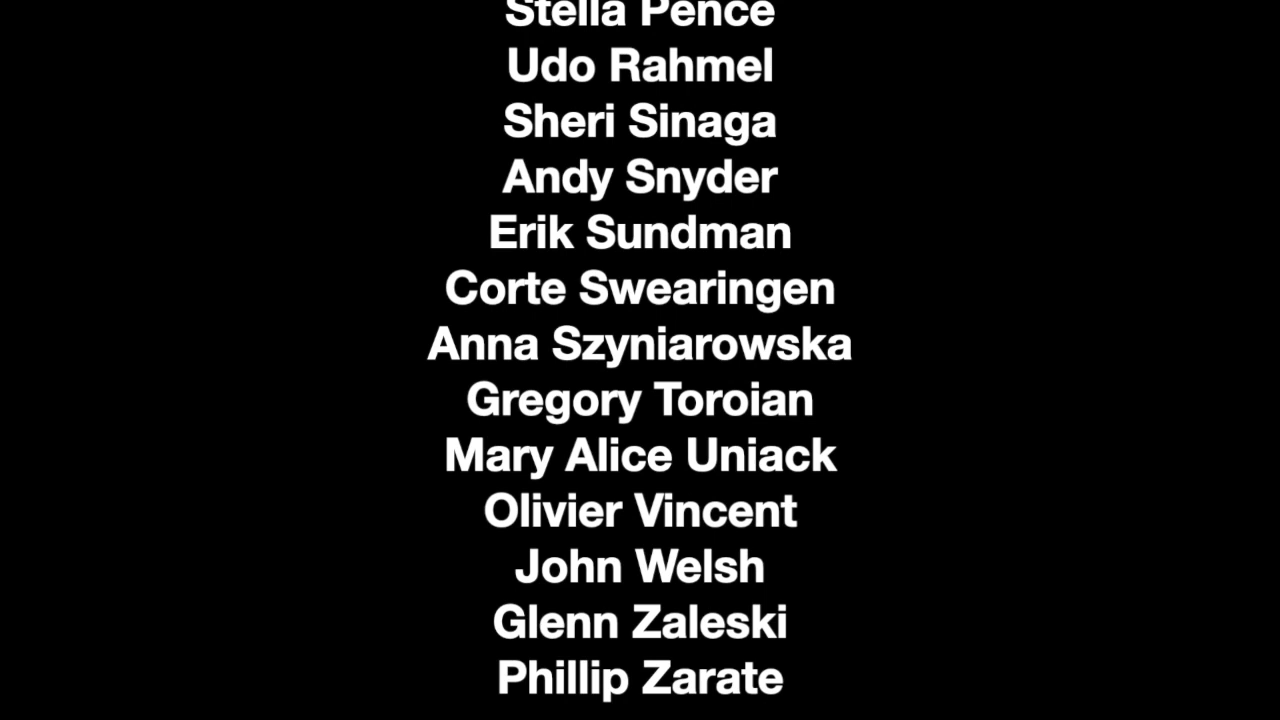 Stella Pence
Udo Rahmel
Sheri Sinaga
Andy Snyder
Erik Sundman
Corte Swearingen
Anna Szyniarowska
Gregory Toroian
Mary Alice Uniack
Olivier Vincent
John Welsh
Glenn Zaleski
Phillip Zarate